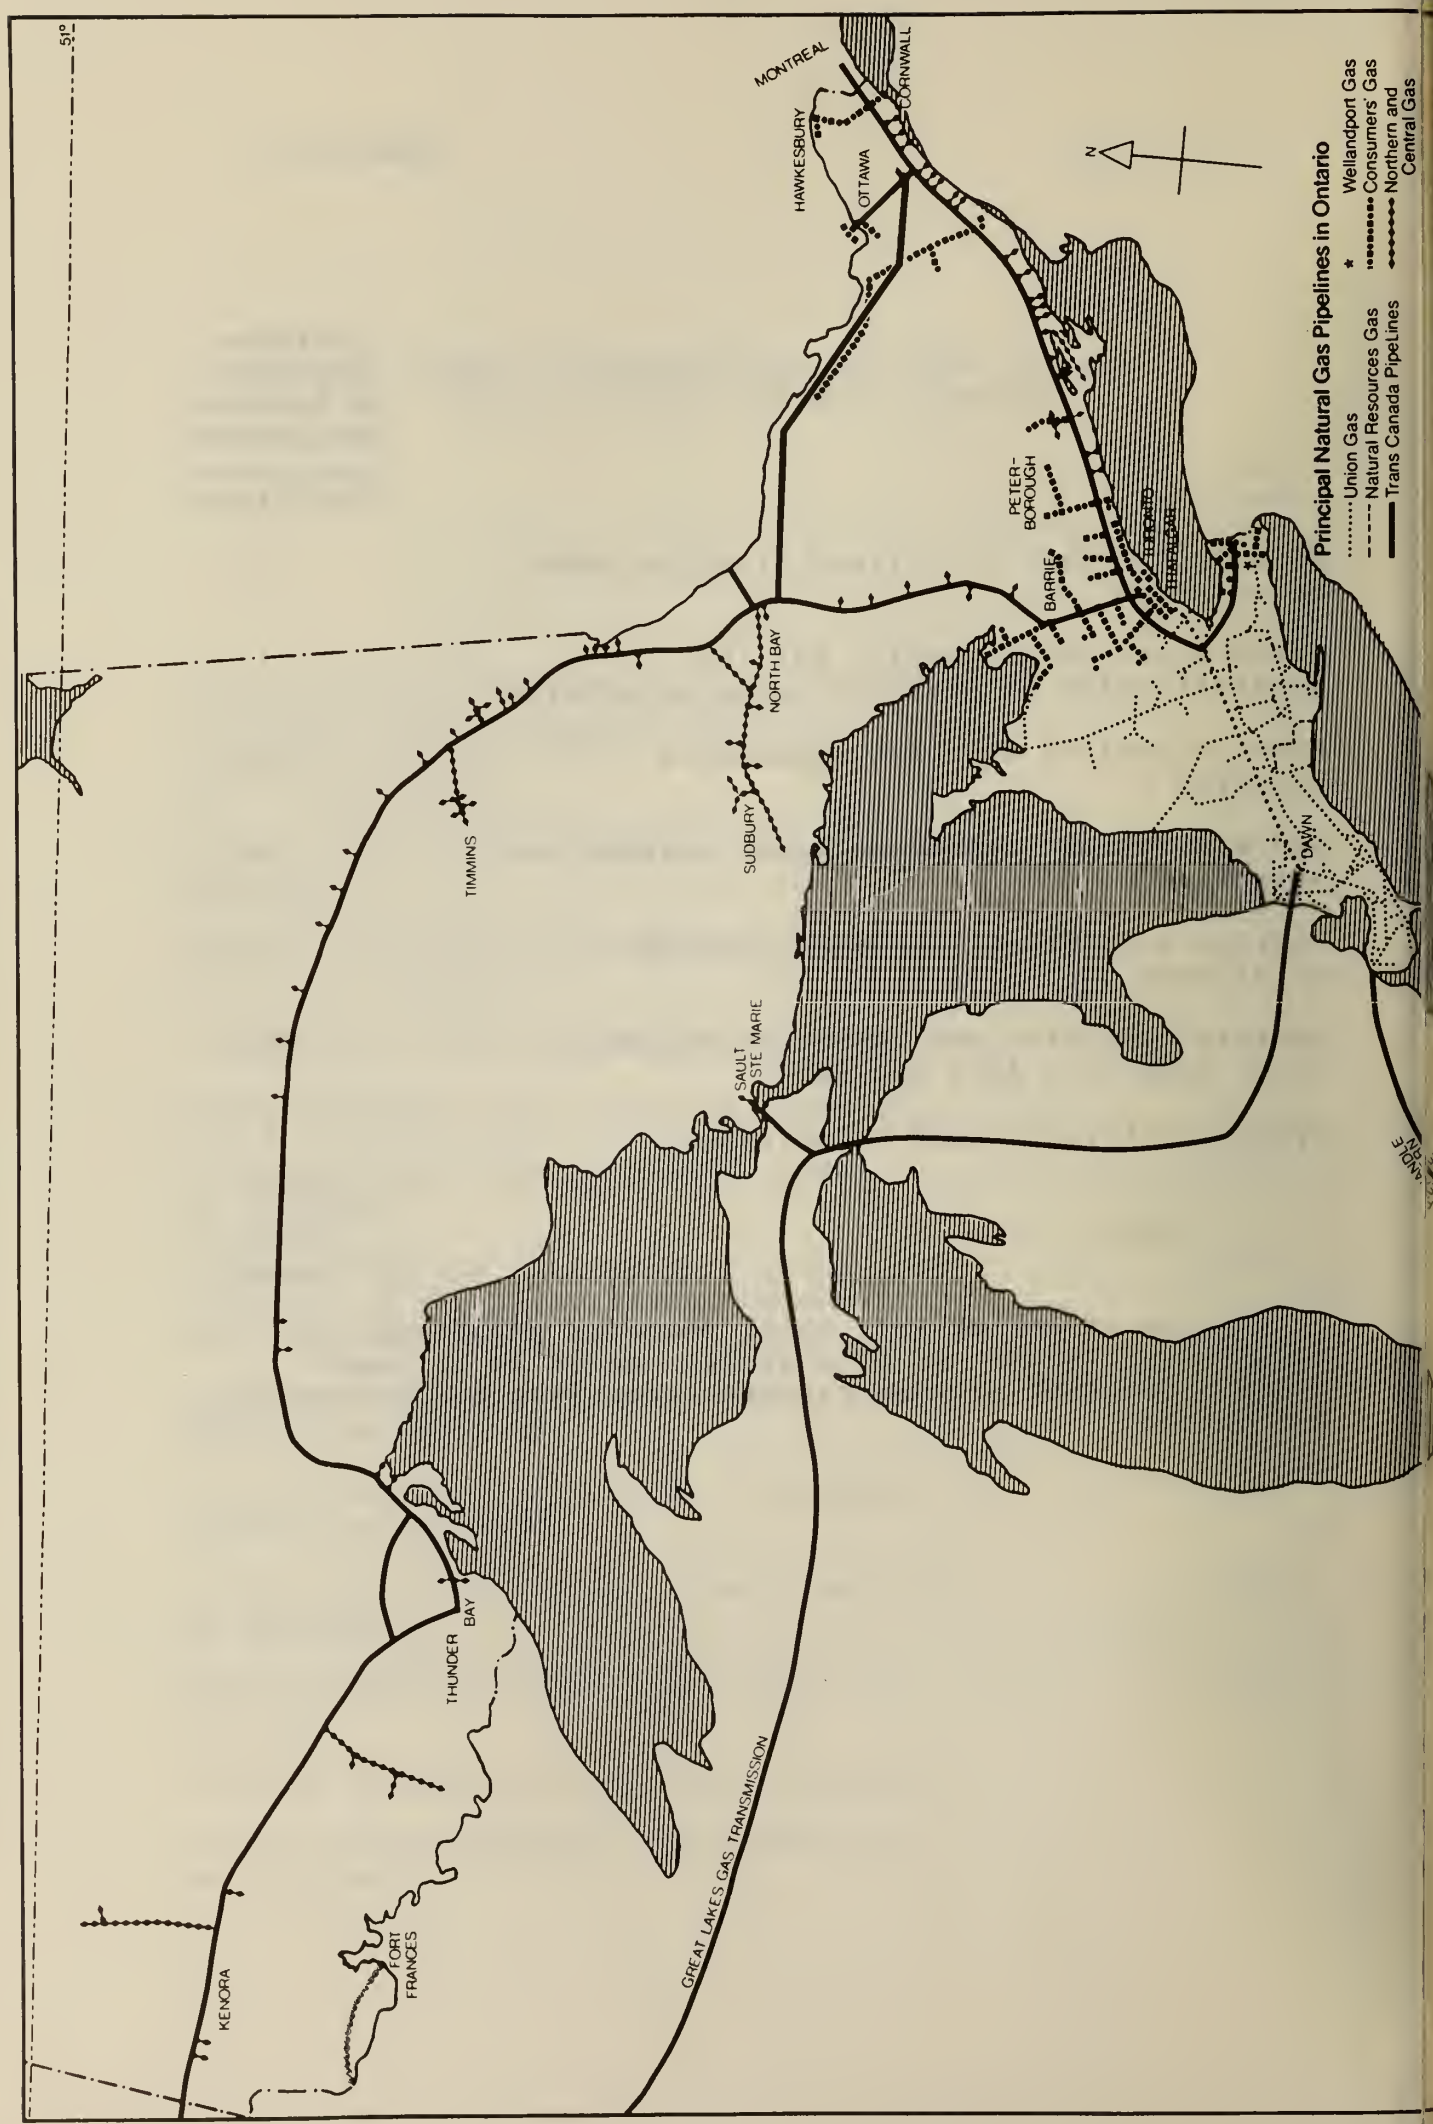 51°
MONTREAL
CORNWALL
HAWKESBURY
OTTAWA
N
PETER-
BOROUGH
BARRIE
TORONTO
TRAFALGAR
NORTH BAY
SUDBURY
TIMMINS
DAWN
SAULT
STE MARIE
THUNDER
BAY
KENORA
FORT
FRANCES
GREAT LAKES GAS TRANSMISSION
Principal Natural Gas Pipelines in Ontario
Union Gas
Natural Resources Gas
Trans Canada PipeLines
Wellandport Gas
Consumers' Gas
Northern and
Central Gas